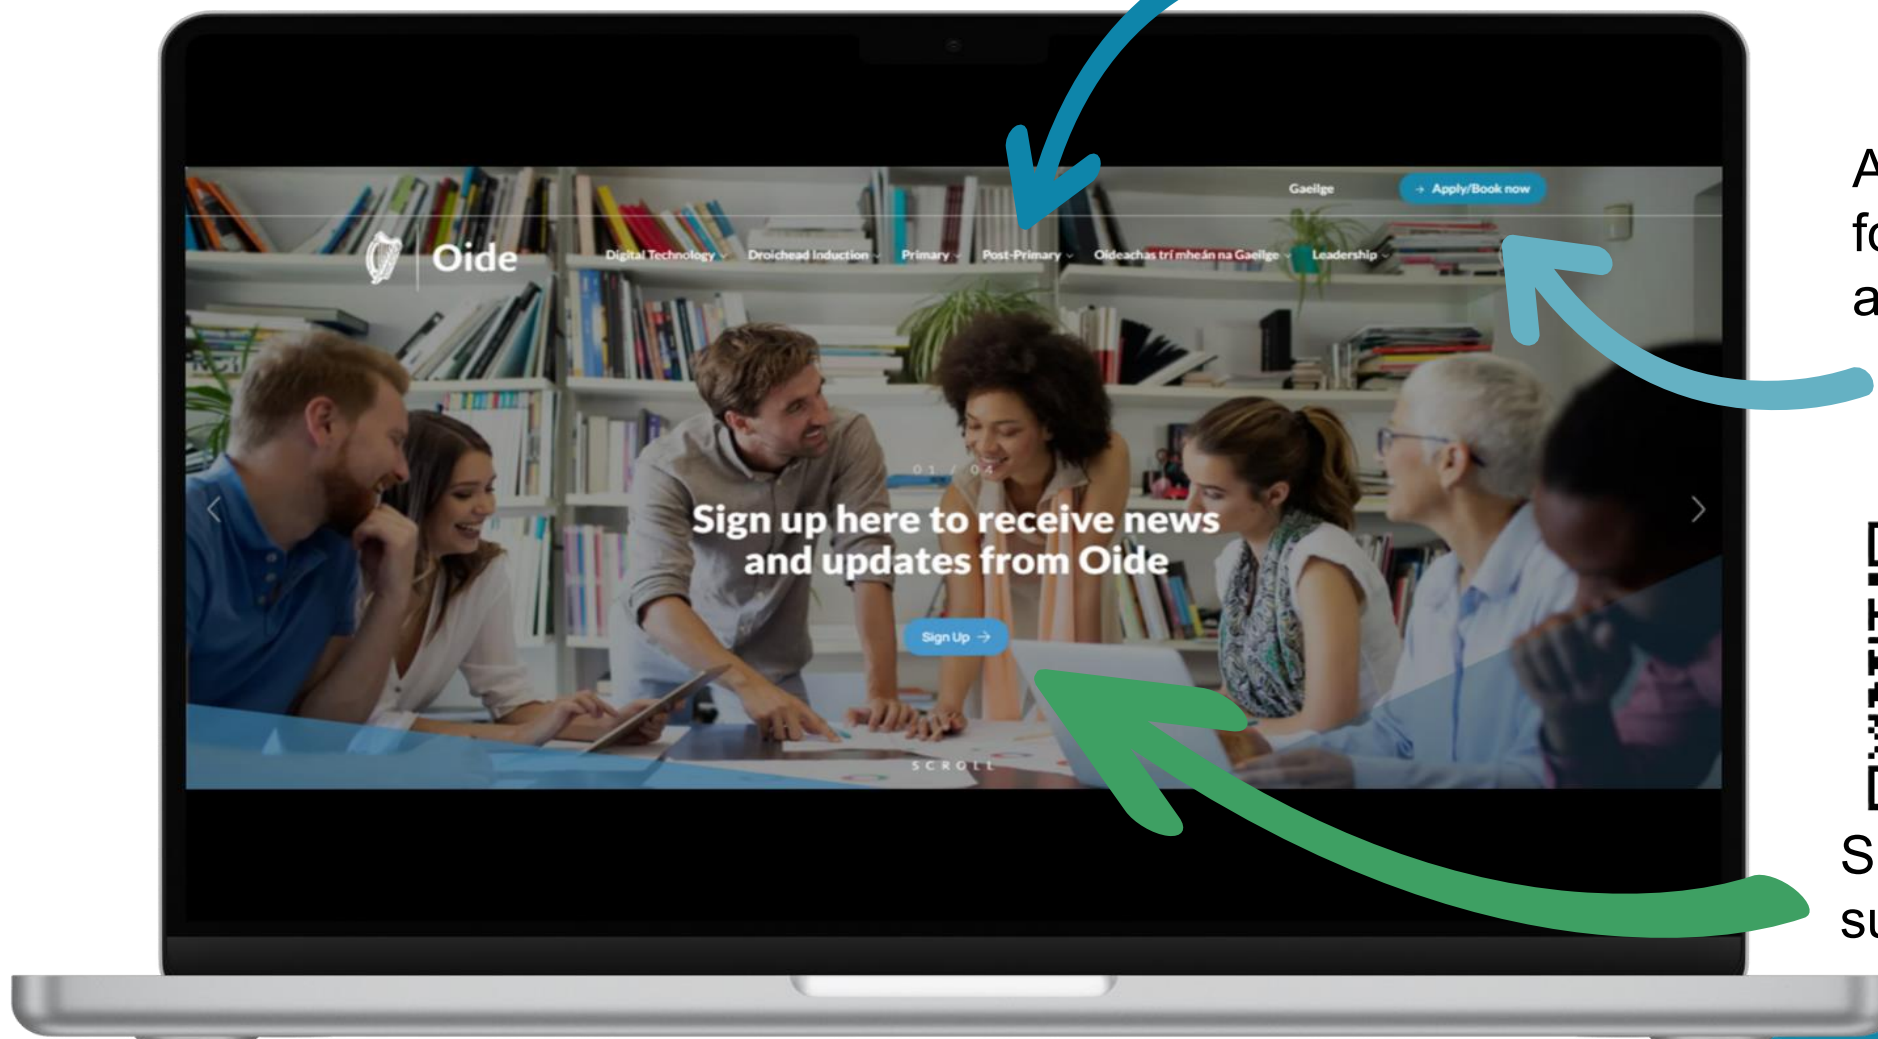 Gaeilge
→ Apply/Book now
Oide
Digital Technology
Droichead Induction
Primary
Post-Primary
Oideachas trí mheán na Gaeilge
Leadership
01 / 04
Sign up here to receive news
and updates from Oide
Sign Up →
SCROLL